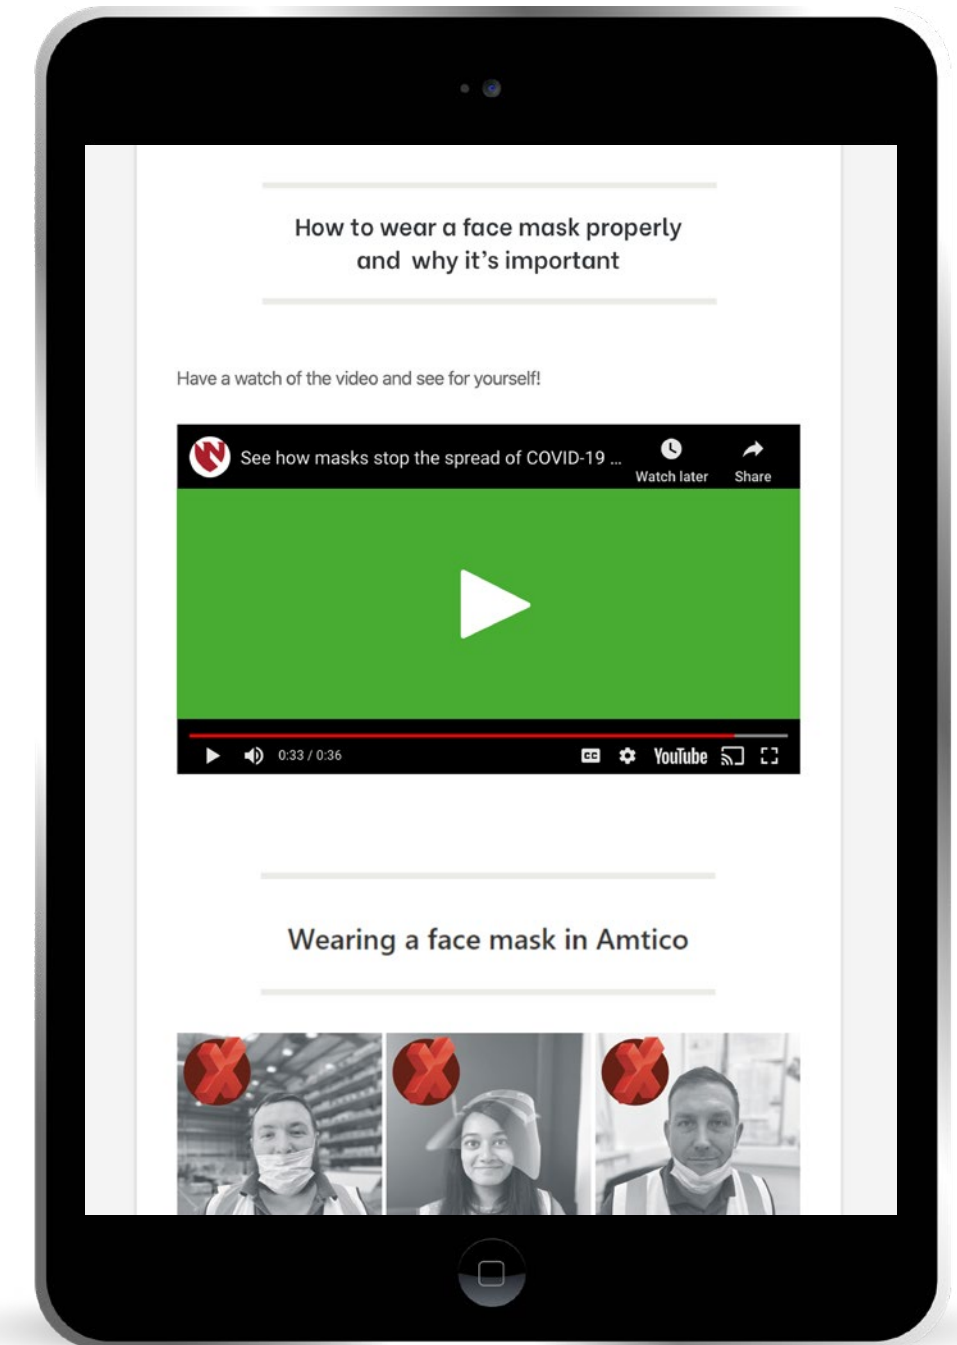 How to wear a face mask properly
and why it's important
Have a watch of the video and see for yourself!
See how masks stop the spread of COVID-19 ...
Watch later
Share
0:33 / 0:36
CC
YouTube
Wearing a face mask in Amtico